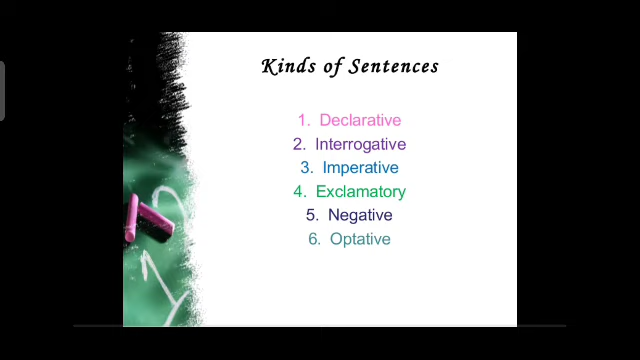 Kinds of Sentences
1. Declarative
2. Interrogative
3. Imperative
4. Exclamatory
5. Negative
6. Optative